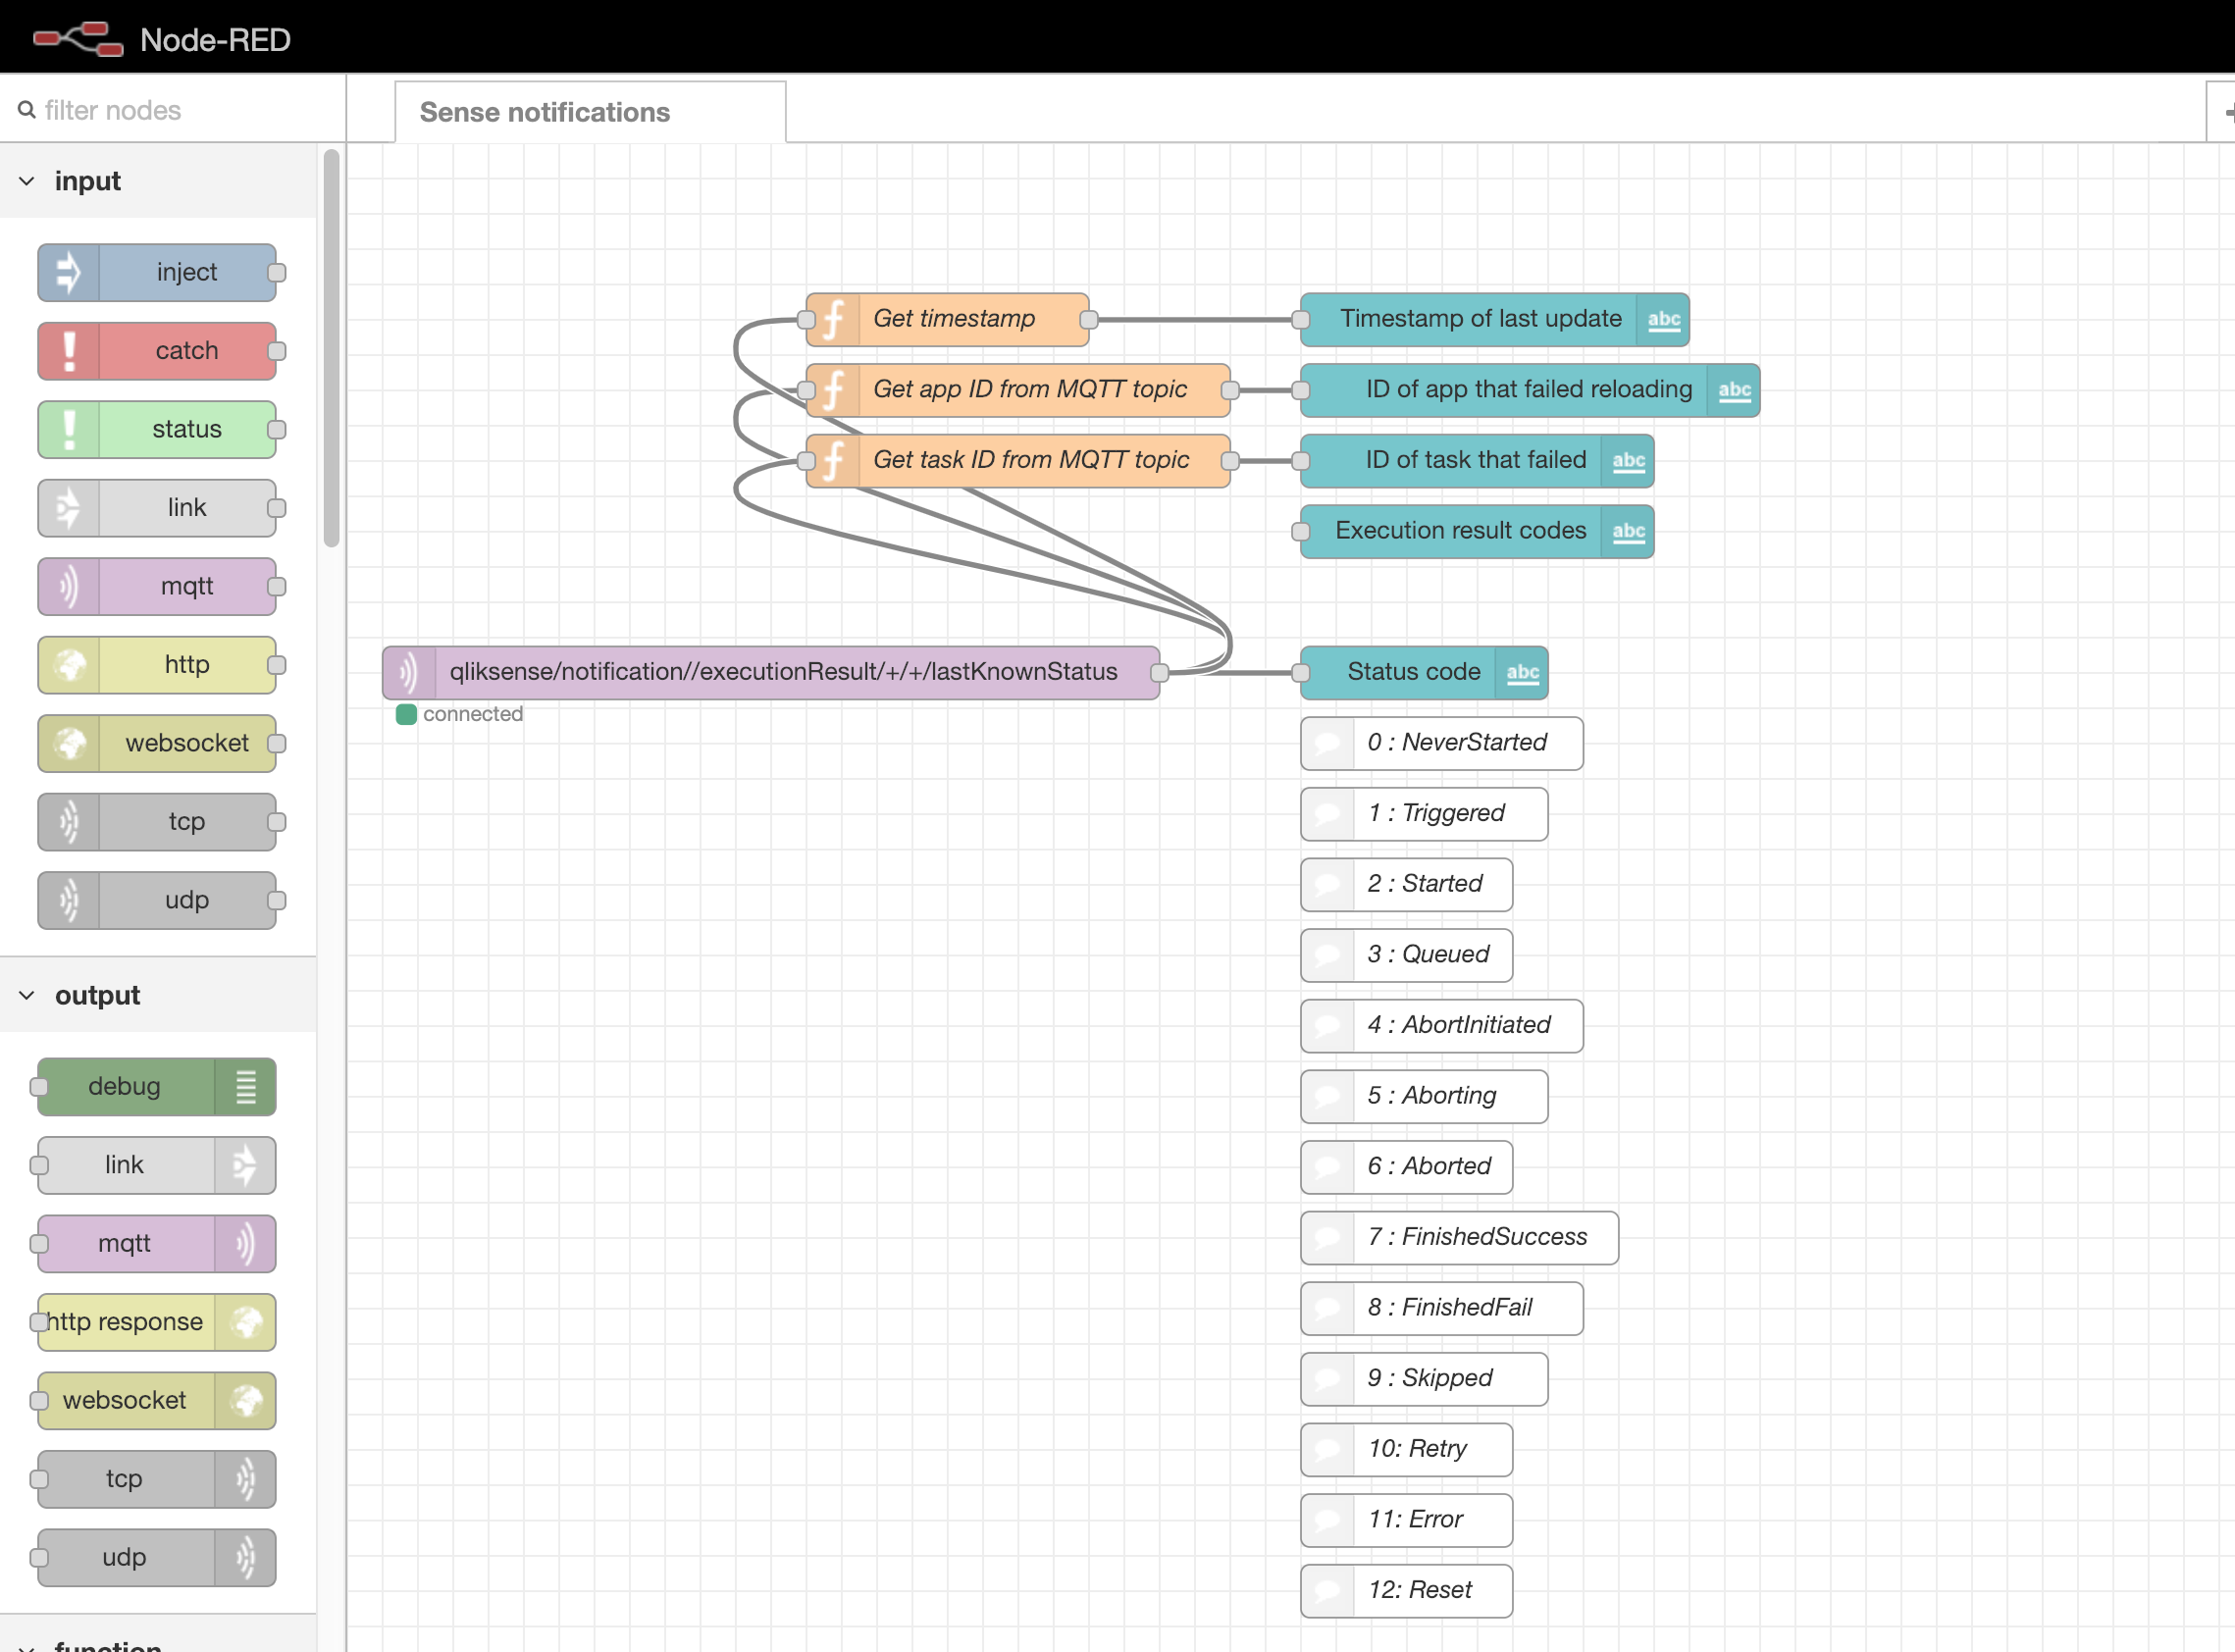 Node-RED
filter nodes
Sense notifications
input
inject
catch
status
link
mqtt
http
websocket
tcp
udp
output
debug
link
mqtt
http response
websocket
tcp
udp
function
Get timestamp
Timestamp of last update
abc
Get app ID from MQTT topic
ID of app that failed reloading
abc
Get task ID from MQTT topic
ID of task that failed
abc
Execution result codes
abc
qliksense/notification//executionResult/+/+/lastKnownStatus
connected
Status code
abc
0 : NeverStarted
1 : Triggered
2 : Started
3 : Queued
4 : AbortInitiated
5 : Aborting
6 : Aborted
7 : FinishedSuccess
8 : FinishedFail
9 : Skipped
10: Retry
11: Error
12: Reset